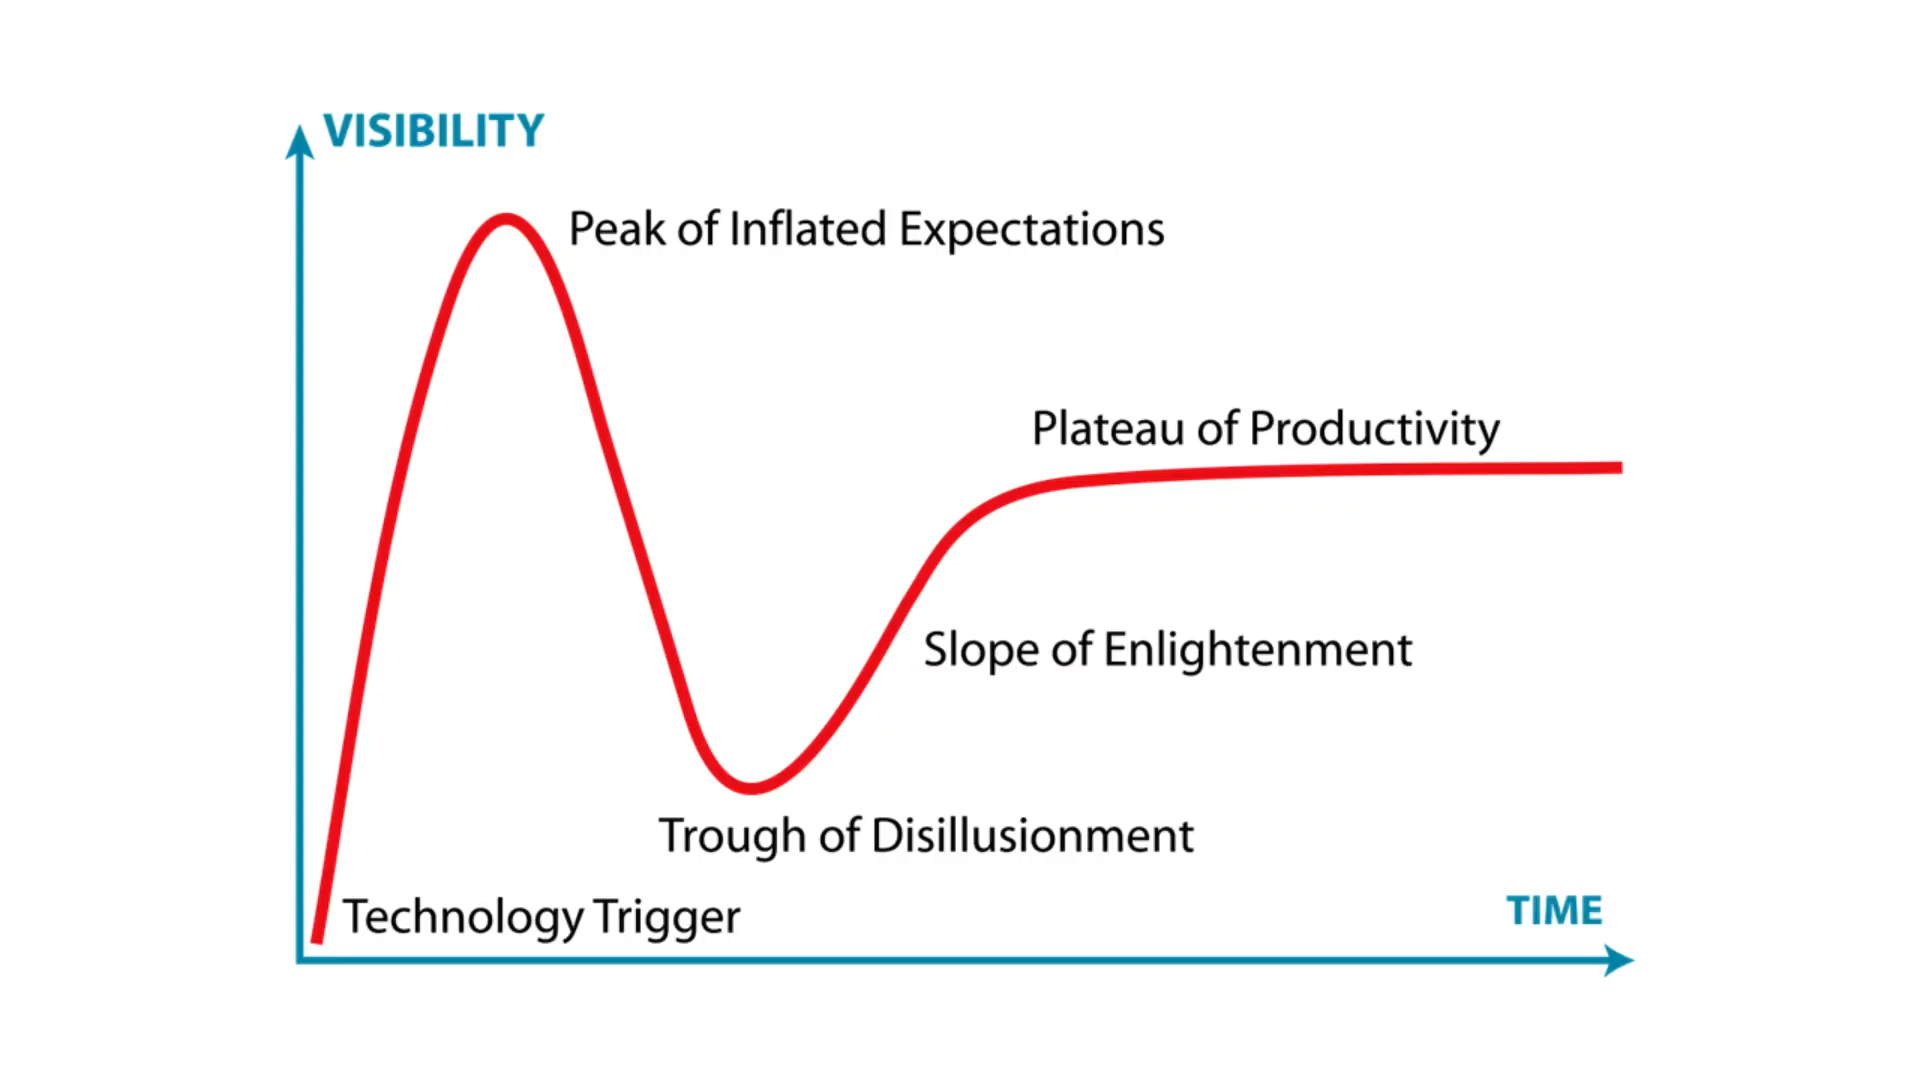 VISIBILITY
Peak of Inflated Expectations
Plateau of Productivity
Slope of Enlightenment
Trough of Disillusionment
Technology Trigger
TIME